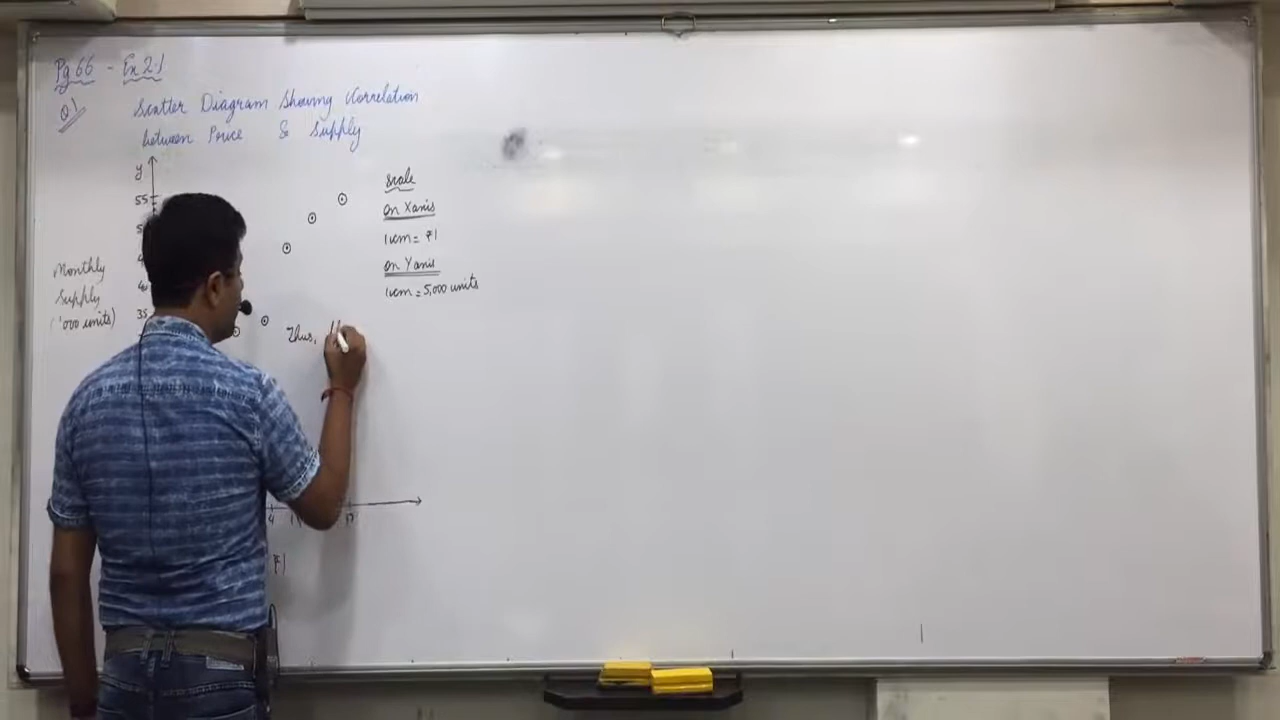 Pg 66 - Ex 2.1
Q1
Scatter Diagram Showing Correlation
between Price & Supply
y
55
Scale
On X axis
1cm = ₹1
On Y axis
1cm = 5,000 units
Monthly
Supply
('000 units)
35
Thus,
17